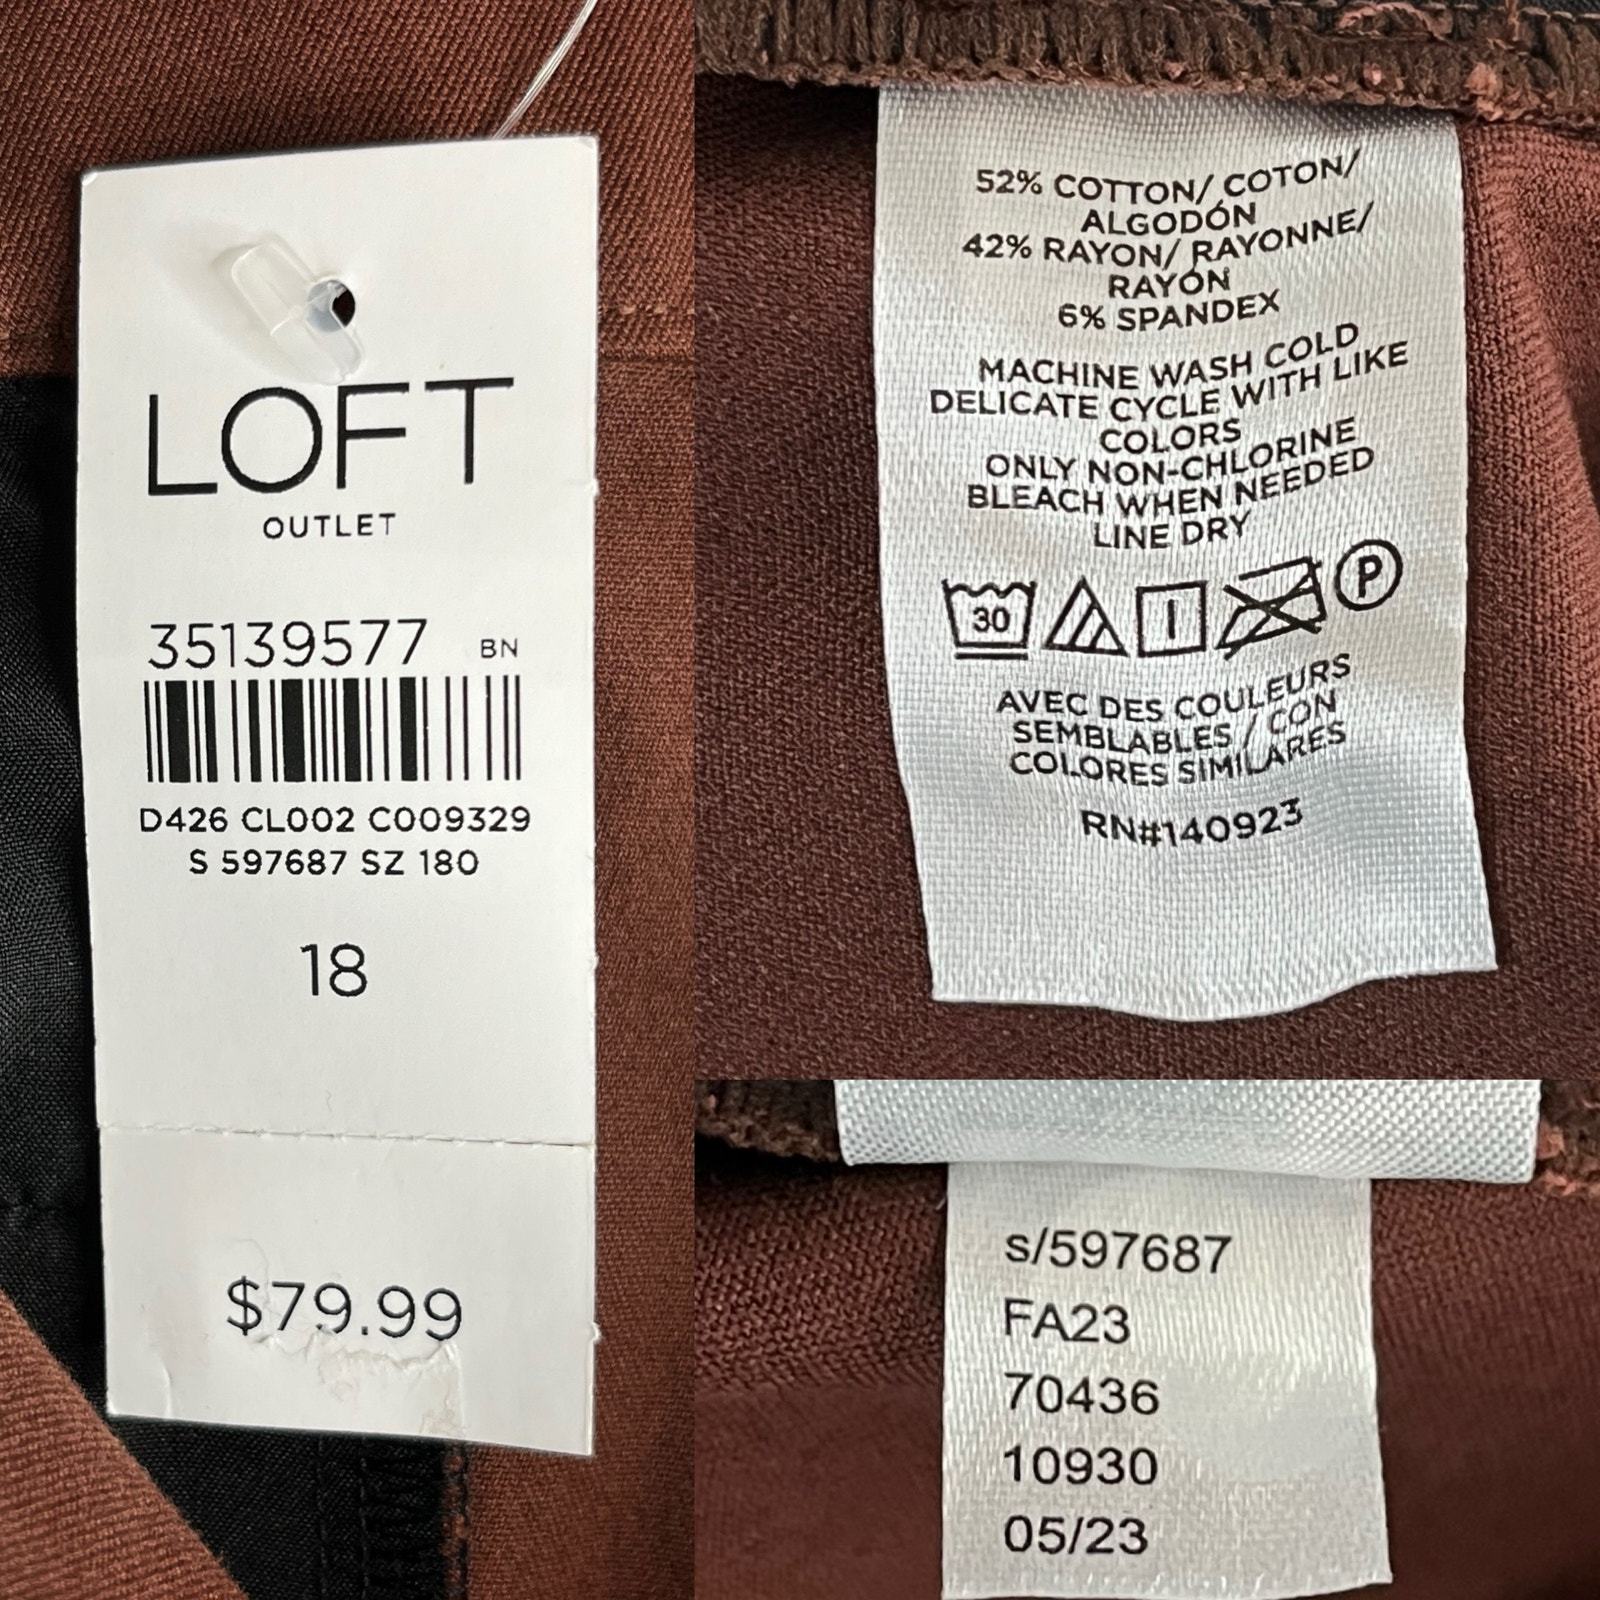 LOFT
OUTLET
35139577 BN
D426 CL002 C009329
S 597687 SZ 180
18
$79.99
52% COTTON/ COTON/
ALGODÓN
42% RAYON/ RAYONNE/
RAYÓN
6% SPANDEX
MACHINE WASH COLD
DELICATE CYCLE WITH LIKE
COLORS
ONLY NON-CHLORINE
BLEACH WHEN NEEDED
LINE DRY
30 P
AVEC DES COULEURS
SEMBLABLES / CON
COLORES SIMILARES
RN#140923
s/597687
FA23
70436
10930
05/23